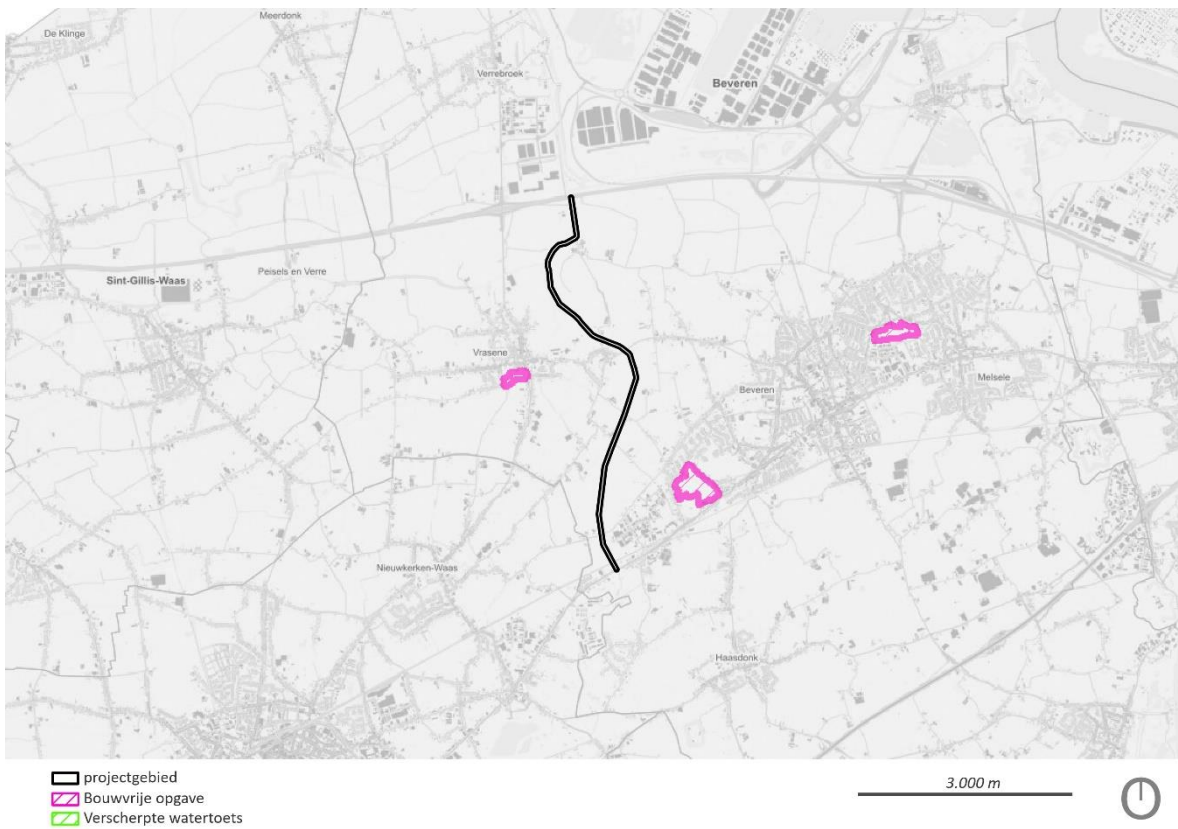 De Klinge
Meerdonk
Verrebroek
Beveren
Sint-Gillis-Waas
Peisels en Verre
Vrasene
Beveren
Melsele
Nieuwkerken-Waas
Haasdonk
projectgebied
Bouwvrije opgave
Verscherpte watertoets
3.000 m